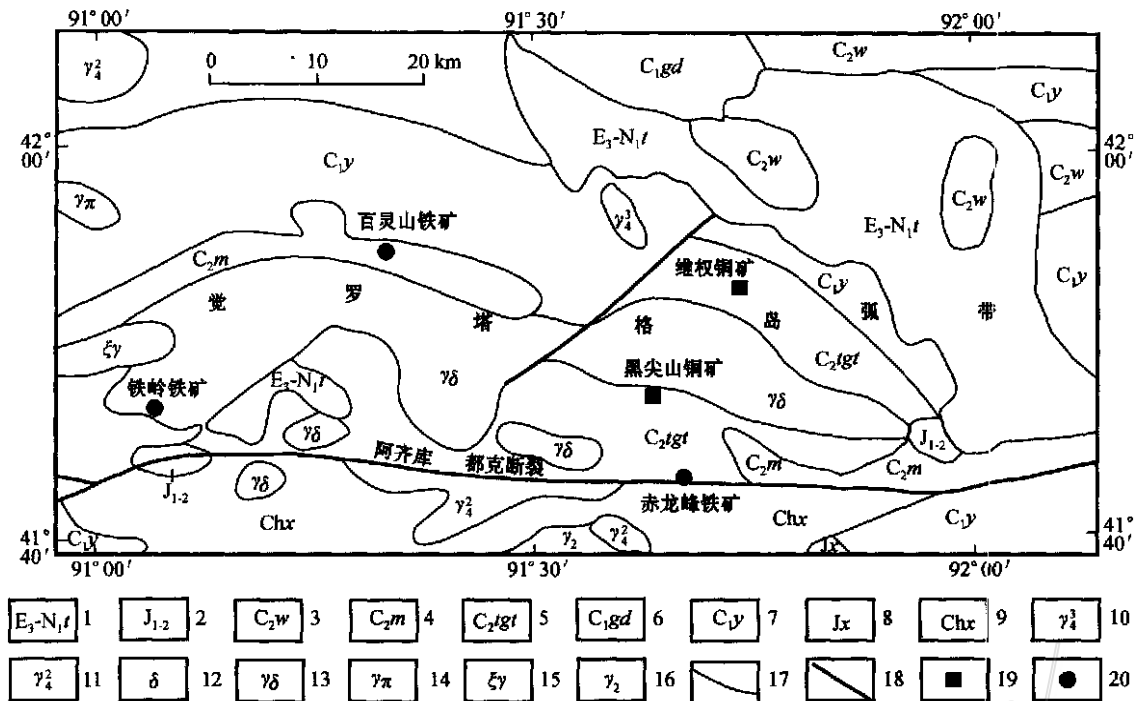 91° 00′ 91° 30′ 92° 00′
γ₄² 0 10 20 km C₁gd C₂w
C₁y
42° 00′ E₃-N₁t 42° 00′
C₁y C₂w C₂w C₂w
γπ γ₄³ E₃-N₁t
百灵山铁矿
C₂m 维权铜矿 C₁y C₁y
觉 罗 塔 格 岛 弧 带
ξγ C₂tgt
铁岭铁矿 E₃-N₁t γδ 黑尖山铜矿 γδ
γδ C₂tgt J₁₋₂
阿齐库 都克断裂 γδ C₂m C₂m
J₁₋₂ γδ γ₄² 赤龙峰铁矿
Chx Chx C₁y
41° 40′ C₁y γ₂ γ₄² Jx 41° 40′
91° 00′ 91° 30′ 92° 00′
E₃-N₁t 1 J₁₋₂ 2 C₂w 3 C₂m 4 C₂tgt 5 C₁gd 6 C₁y 7 Jx 8 Chx 9 γ₄³ 10
γ₄² 11 δ 12 γδ 13 γπ 14 ξγ 15 γ₂ 16 17 18 19 20